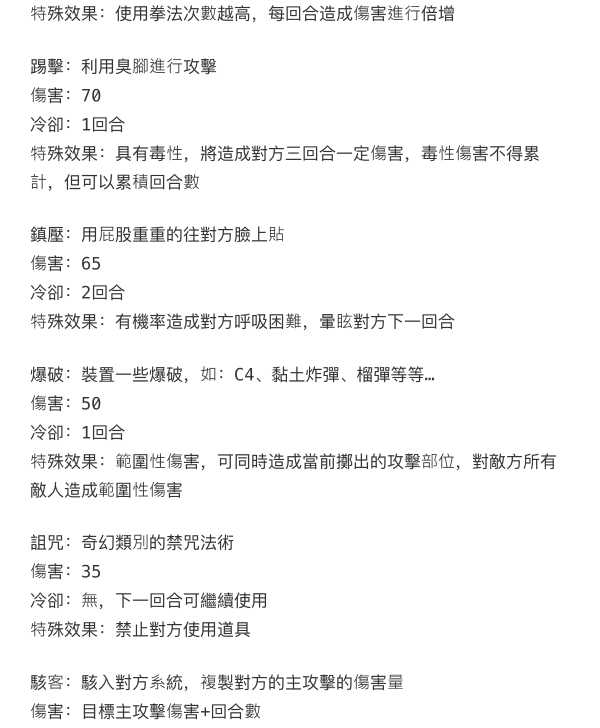 特殊效果：使用拳法次數越高，每回合造成傷害進行倍增
踢擊：利用臭腳進行攻擊
傷害：70
冷卻：1回合
特殊效果：具有毒性，將造成對方三回合一定傷害，毒性傷害不得累
計，但可以累積回合數
鎮壓：用屁股重重的往對方臉上貼
傷害：65
冷卻：2回合
特殊效果：有機率造成對方呼吸困難，暈眩對方下一回合
爆破：裝置一些爆破，如：C4、黏土炸彈、榴彈等等…
傷害：50
冷卻：1回合
特殊效果：範圍性傷害，可同時造成當前擲出的攻擊部位，對敵方所有
敵人造成範圍性傷害
詛咒：奇幻類別的禁咒法術
傷害：35
冷卻：無，下一回合可繼續使用
特殊效果：禁止對方使用道具
駭客：駭入對方系統，複製對方的主攻擊的傷害量
傷害：目標主攻擊傷害+回合數